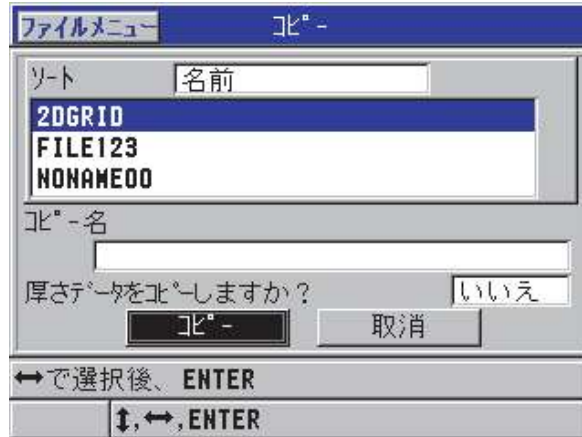 ファイルメニュー ｺﾋﾟｰ
ｿｰﾄ 名前
2DGRID
FILE123
NONAME00
ｺﾋﾟｰ名
厚さﾃﾞｰﾀをｺﾋﾟｰしますか? いいえ
ｺﾋﾟｰ 取消
↔で選択後、ENTER
↕,↔,ENTER